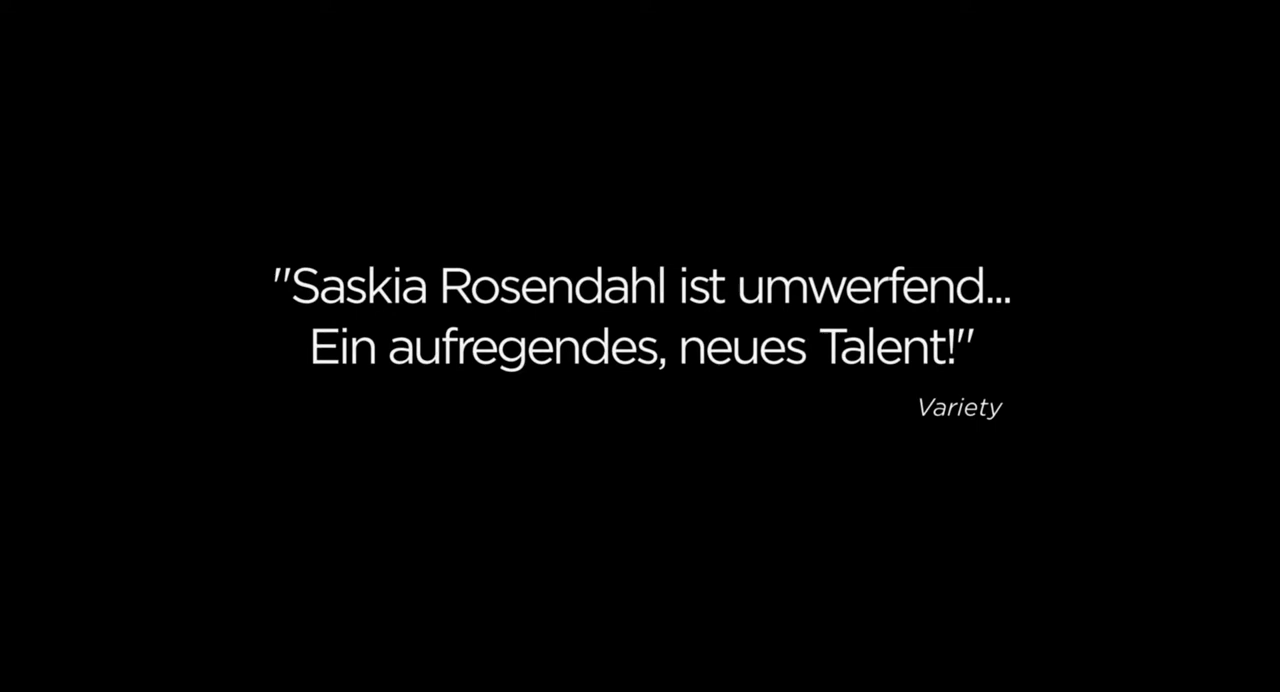 "Saskia Rosendahl ist umwerfend...
Ein aufregendes, neues Talent!"
Variety